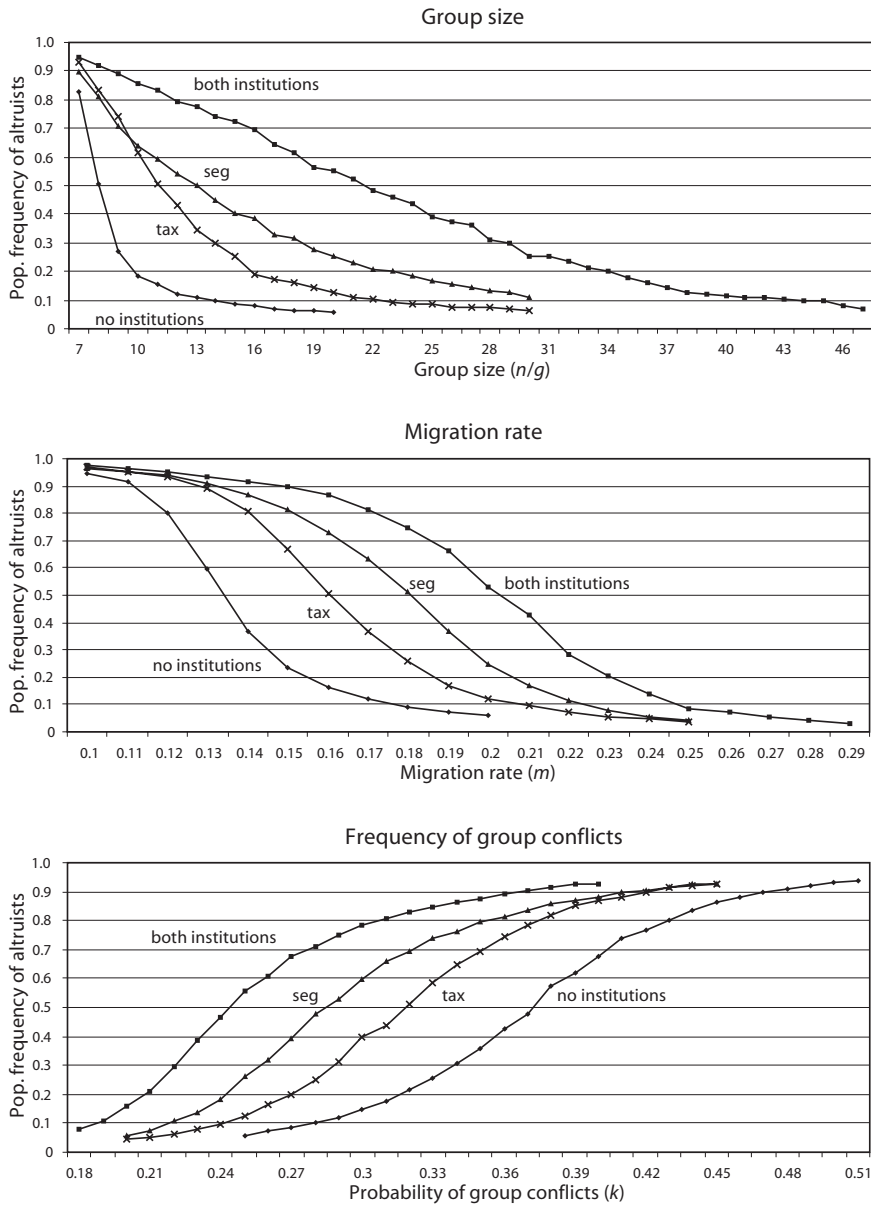 Group size
1.0
0.9
0.8
0.7
0.6
0.5
0.4
0.3
0.2
0.1
0
Pop. frequency of altruists
both institutions
seg
tax
no institutions
7 10 13 16 19 22 25 28 31 34 37 40 43 46
Group size (n/g)
Migration rate
1.0
0.9
0.8
0.7
0.6
0.5
0.4
0.3
0.2
0.1
0
Pop. frequency of altruists
both institutions
seg
tax
no institutions
0.1 0.11 0.12 0.13 0.14 0.15 0.16 0.17 0.18 0.19 0.2 0.21 0.22 0.23 0.24 0.25 0.26 0.27 0.28 0.29
Migration rate (m)
Frequency of group conflicts
1.0
0.9
0.8
0.7
0.6
0.5
0.4
0.3
0.2
0.1
0
Pop. frequency of altruists
both institutions
seg
tax
no institutions
0.18 0.21 0.24 0.27 0.3 0.33 0.36 0.39 0.42 0.45 0.48 0.51
Probability of group conflicts (k)